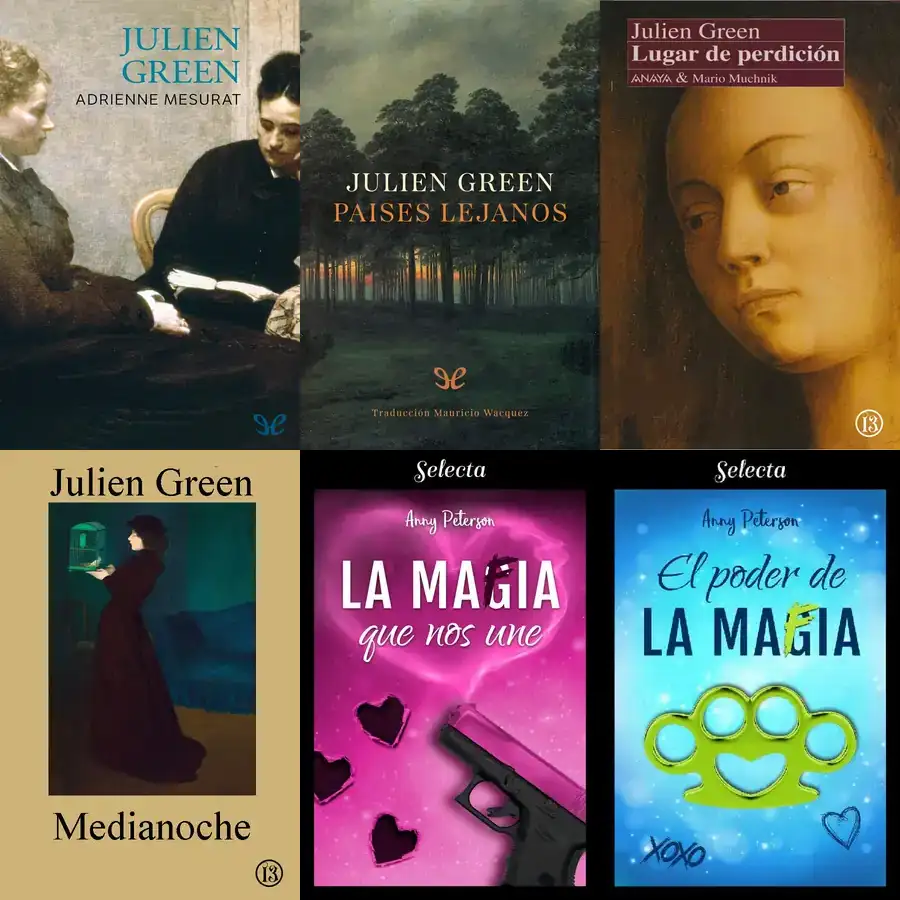 JULIEN
GREEN
ADRIENNE MESURAT
JULIEN GREEN
PAISES LEJANOS
Traducción Mauricio Wacquez
Julien Green
Lugar de perdición
ANAYA & Mario Muchnik
13
Julien Green
Medianoche
13
Selecta
Anny Peterson
LA MAFIA
que nos une
Selecta
Anny Peterson
El poder de
LA MAFIA
XOXO